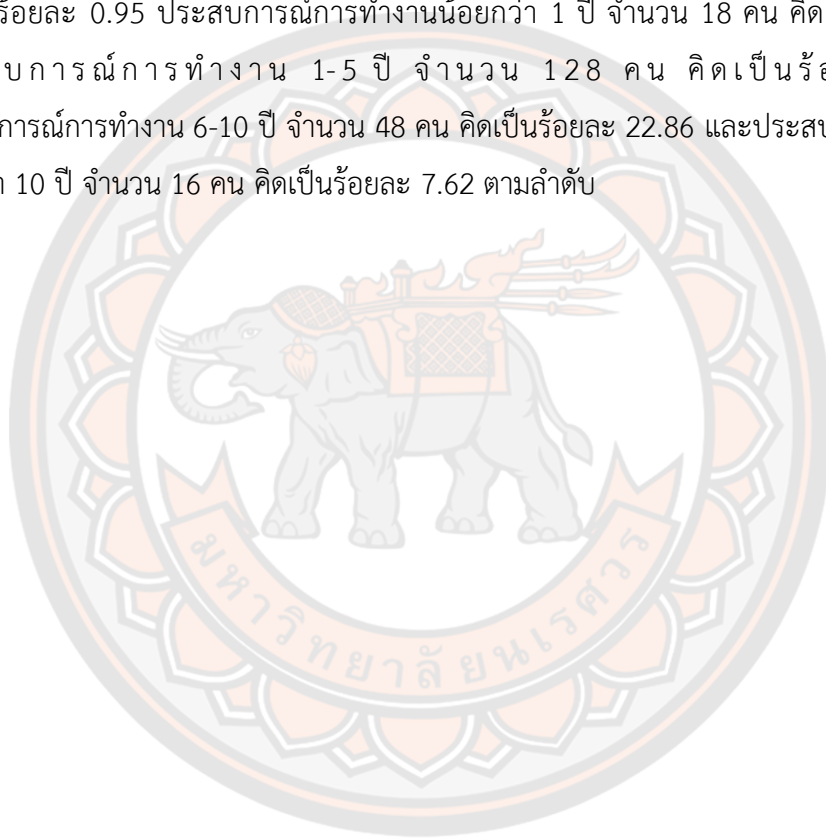 ร้อยละ 0.95 ประสบการณ์การทำงานน้อยกว่า 1 ปี จำนวน 18 คน คิด
บการณ์การทำงาน 1-5 ปี จำนวน 128 คน คิดเป็นร้อ
การณ์การทำงาน 6-10 ปี จำนวน 48 คน คิดเป็นร้อยละ 22.86 และประสบ
10 ปี จำนวน 16 คน คิดเป็นร้อยละ 7.62 ตามลำดับ
มหาวิทยาลัยนเรศวร